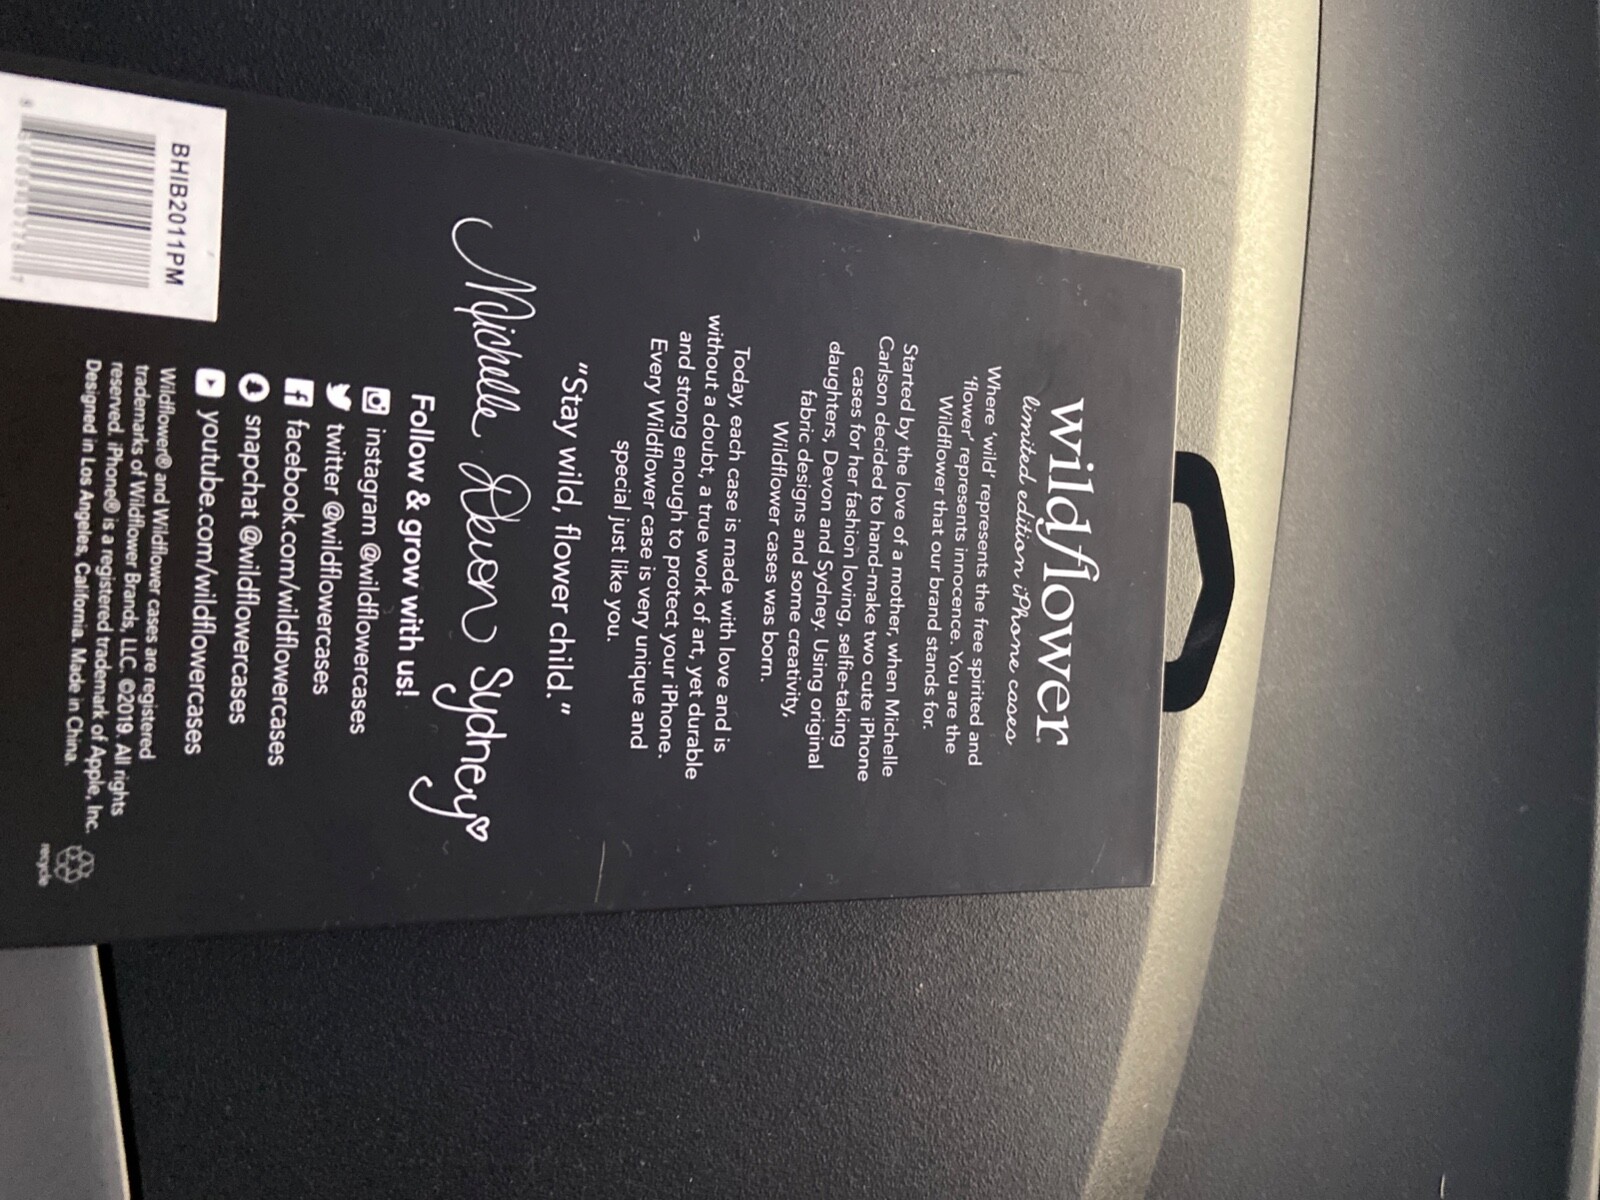 wildflower
limited edition iPhone cases
Where 'wild' represents the free spirited and
'flower' represents innocence. You are the
Wildflower that our brand stands for.
Started by the love of a mother, when Michelle
Carlson decided to hand-make two cute iPhone
cases for her fashion loving, selfie-taking
daughters, Devon and Sydney. Using original
fabric designs and some creativity,
Wildflower cases was born.
Today, each case is made with love and is
without a doubt, a true work of art, yet durable
and strong enough to protect your iPhone.
Every Wildflower case is very unique and
special just like you.
"Stay wild, flower child."
Michelle Devon Sydney
Follow & grow with us!
instagram @wildflowercases
twitter @wildflowercases
facebook.com/wildflowercases
snapchat @wildflowercases
youtube.com/wildflowercases
Wildflower® and Wildflower cases are registered
trademarks of Wildflower Brands, LLC. ©2019. All rights
reserved. iPhone® is a registered trademark of Apple, Inc.
Designed in Los Angeles, California. Made in China.
recycle
BHIB2011PM